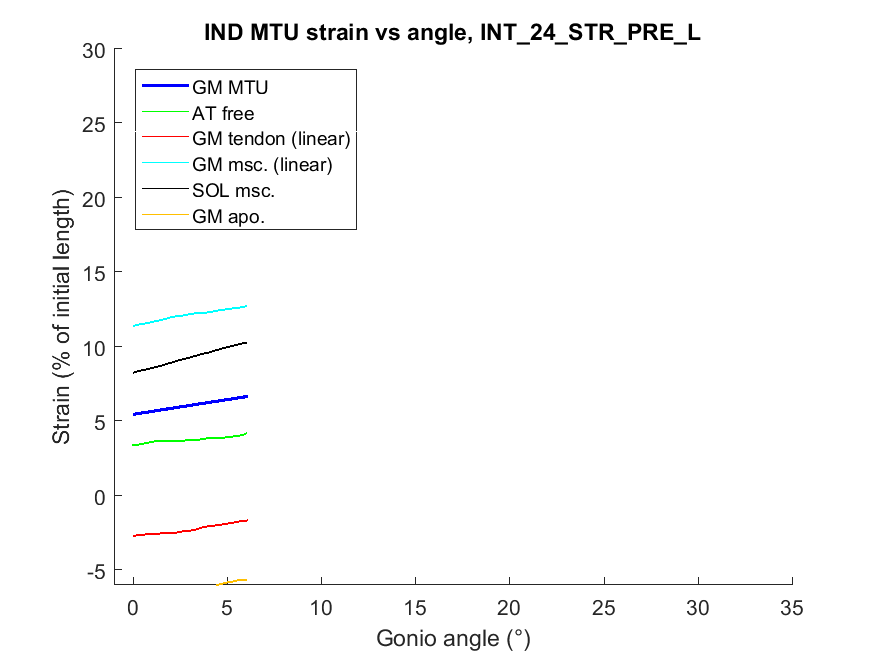 IND MTU strain vs angle, INT_24_STR_PRE_L
30
25
20
15
10
5
0
-5
Strain (% of initial length)
GM MTU
AT free
GM tendon (linear)
GM msc. (linear)
SOL msc.
GM apo.
0 5 10 15 20 25 30 35
Gonio angle (°)